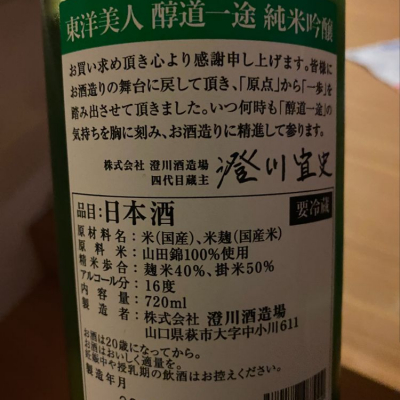 東洋美人 醇道一途 純米吟醸
お買い求め頂き心より感謝申し上げます。皆様に
お酒造りの舞台に戻して頂き、「原点」から「一歩」を
踏み出させて頂きました。いつ何時も「醇道一途」の
気持ちを胸に刻み、お酒造りに精進して参ります。
株式会社 澄川酒造場
四代目蔵主 澄川宜史
品目:日本酒 要冷蔵
原材料名:米(国産)、米麹(国産米)
原料米:山田錦100%使用
精米歩合:麹米40%、掛米50%
アルコール分:16度
内容量:720ml
製造者:株式会社 澄川酒造場
山口県萩市大字中小川611
お酒は20歳になってから。
お酒はおいしく適量を。
妊娠中や授乳期の飲酒はお控えください。
製造年月